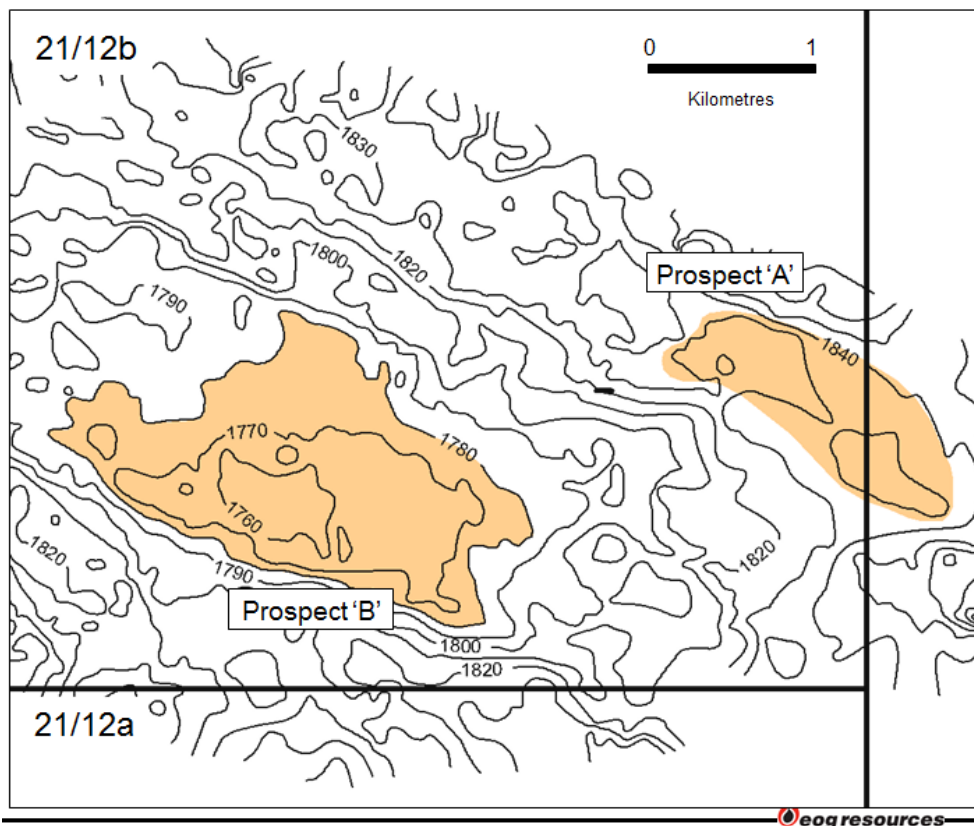 21/12b
0 1
Kilometres
1830
1800
1820
Prospect ‘A’
1790
1840
1770
1780
1760
1820
1820
1790
Prospect ‘B’
1800
1820
21/12a
eog resources